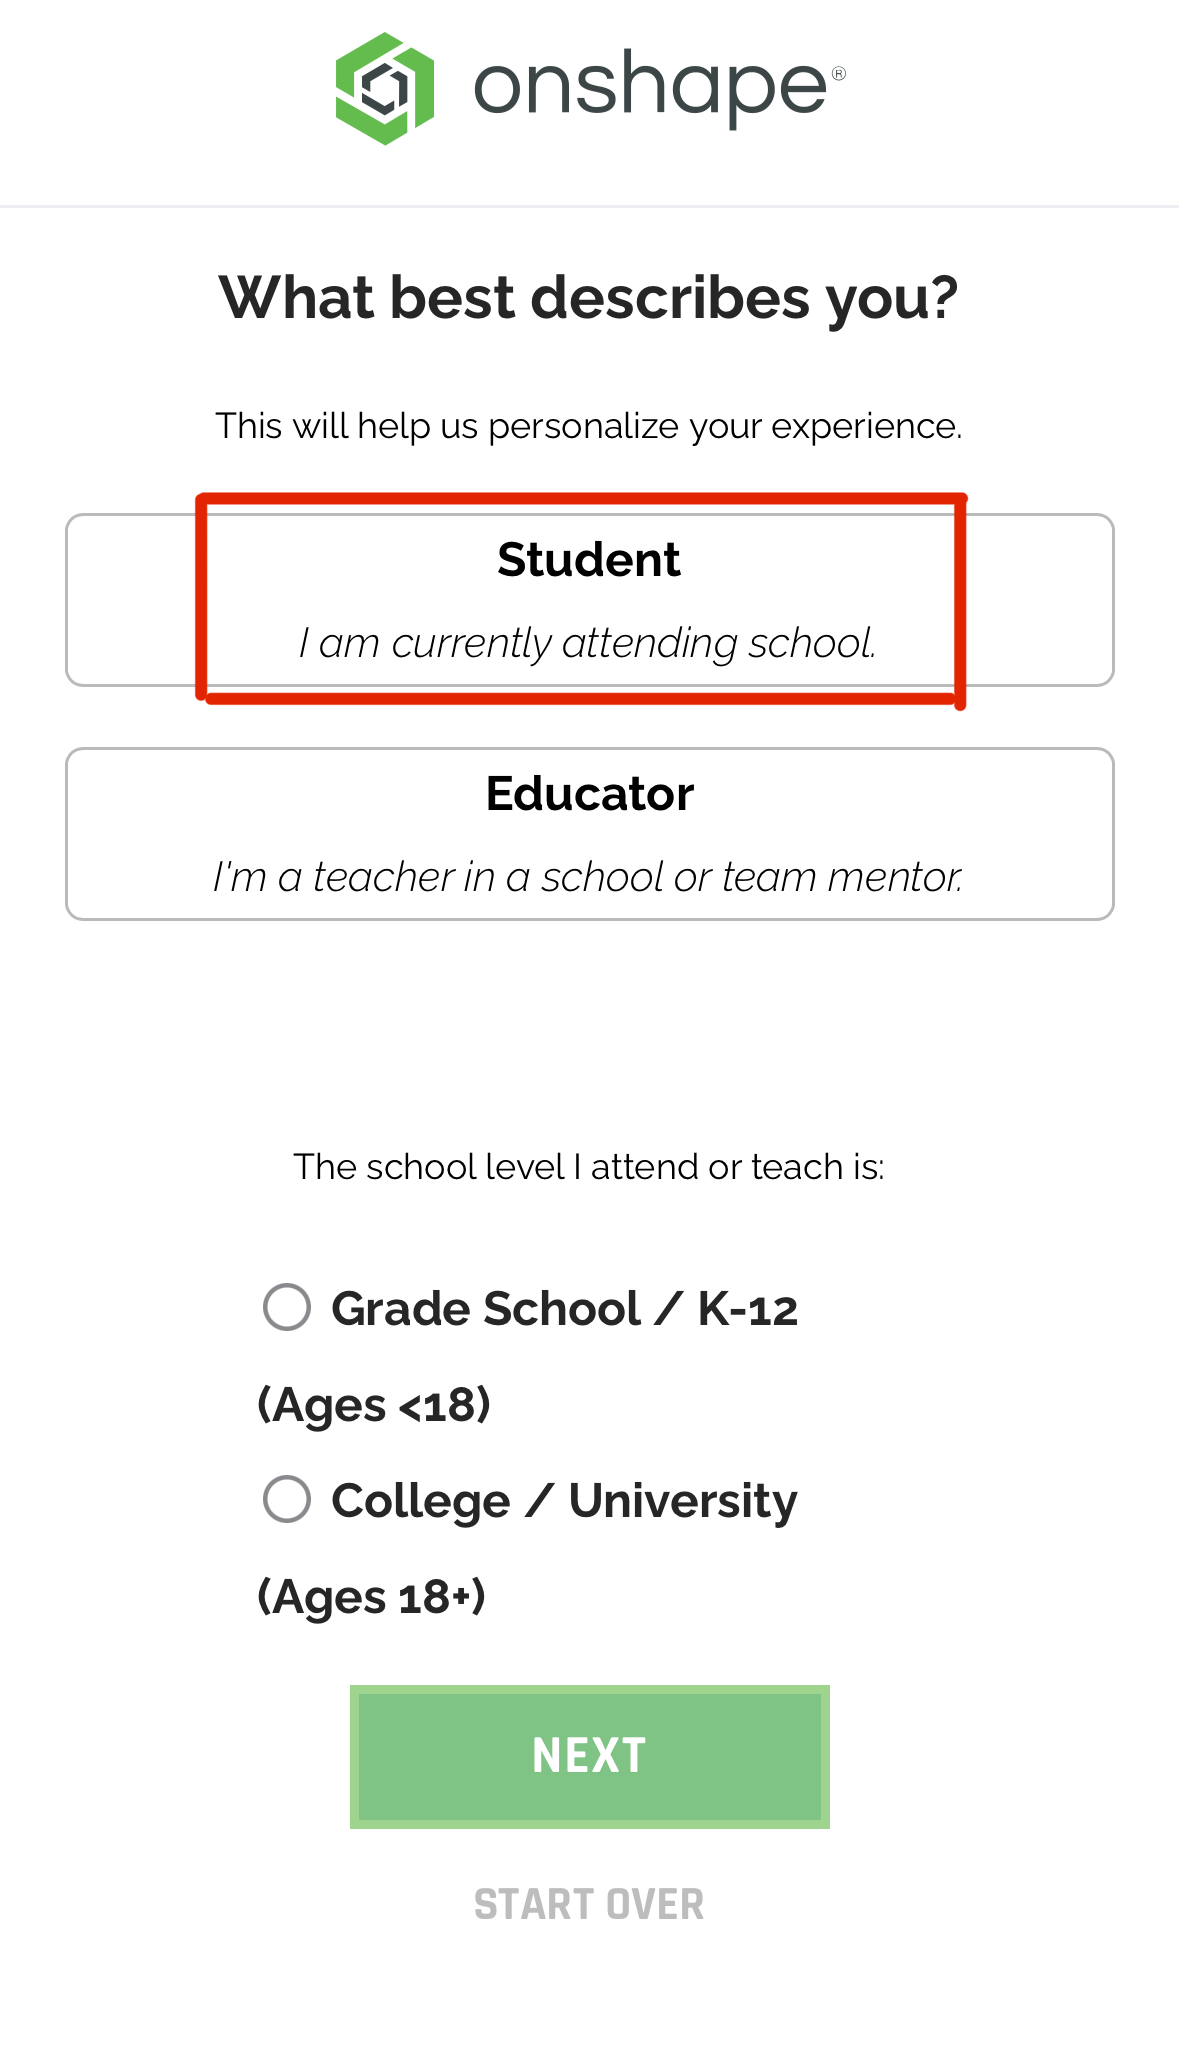 onshape®
What best describes you?
This will help us personalize your experience.
Student
I am currently attending school.
Educator
I'm a teacher in a school or team mentor.
The school level I attend or teach is:
Grade School / K-12
(Ages <18)
College / University
(Ages 18+)
NEXT
START OVER